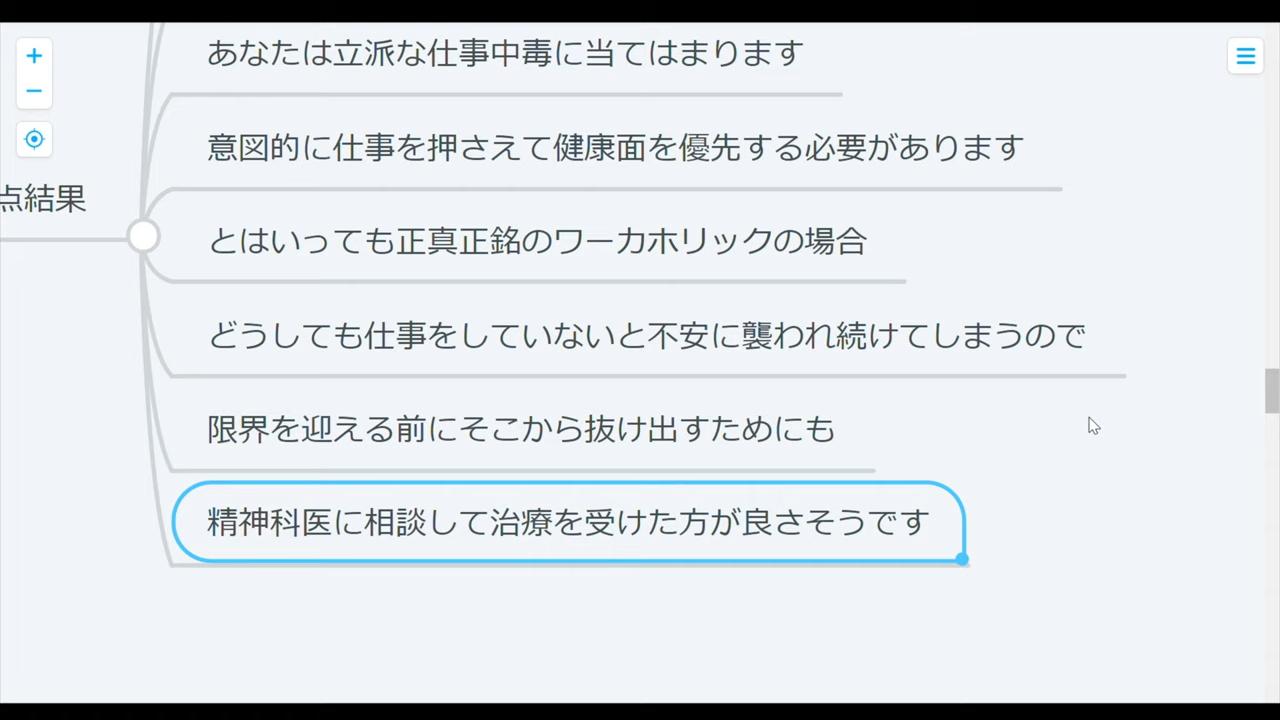 あなたは立派な仕事中毒に当てはまります
意図的に仕事を押さえて健康面を優先する必要があります
点結果
とはいっても正真正銘のワーカホリックの場合
どうしても仕事をしていないと不安に襲われ続けてしまうので
限界を迎える前にそこから抜け出すためにも
精神科医に相談して治療を受けた方が良さそうです